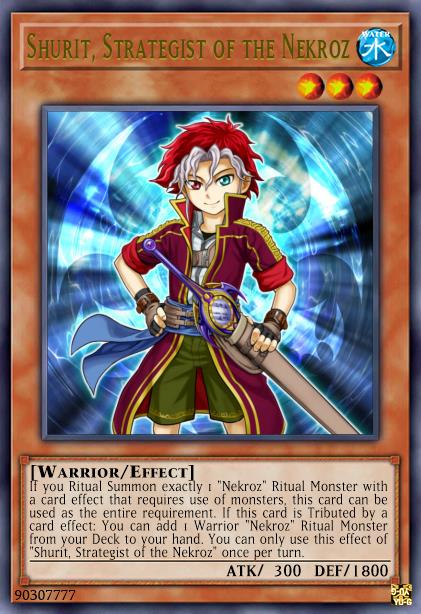 Shurit, Strategist of the Nekroz
WATER
水
[Warrior/Effect]
If you Ritual Summon exactly 1 "Nekroz" Ritual Monster with
a card effect that requires use of monsters, this card can be
used as the entire requirement. If this card is Tributed by a
card effect: You can add 1 Warrior "Nekroz" Ritual Monster
from your Deck to your hand. You can only use this effect of
"Shurit, Strategist of the Nekroz" once per turn.
ATK/ 300 DEF/1800
90307777